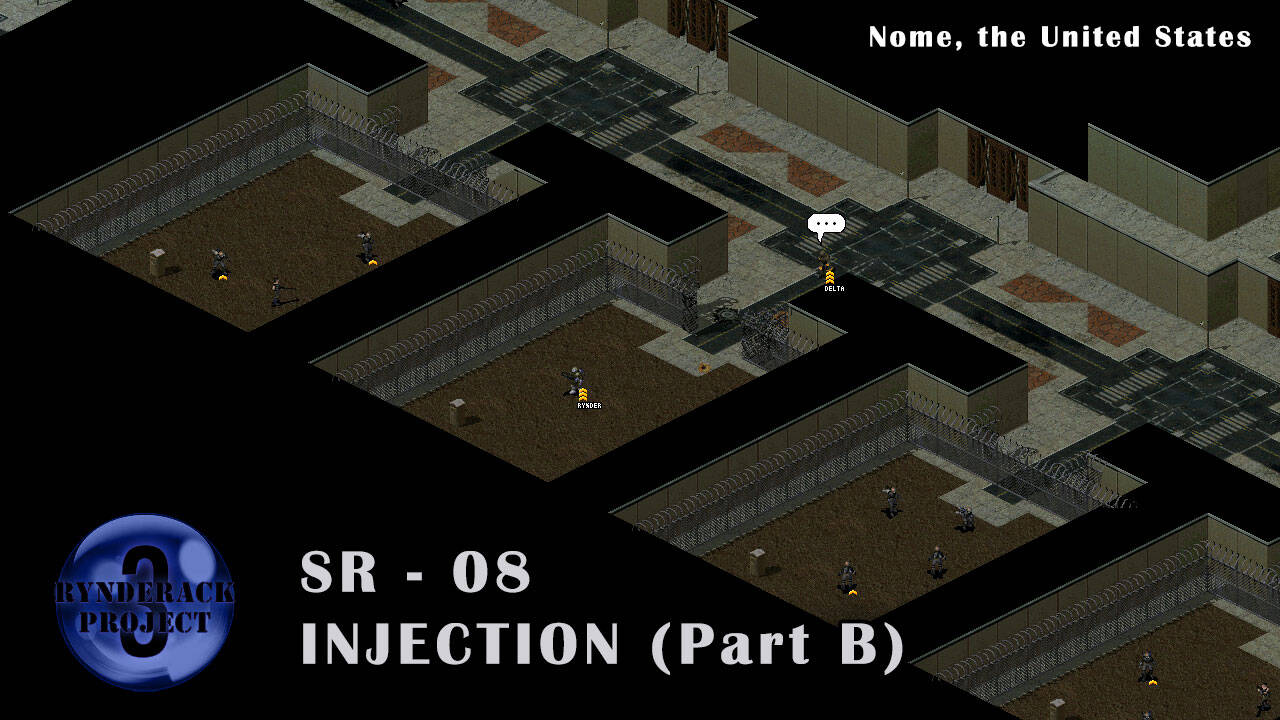 Nome, the United States
...
DELTA
RYNDER
SR - 08
INJECTION (Part B)
3
RYNDERACK
PROJECT